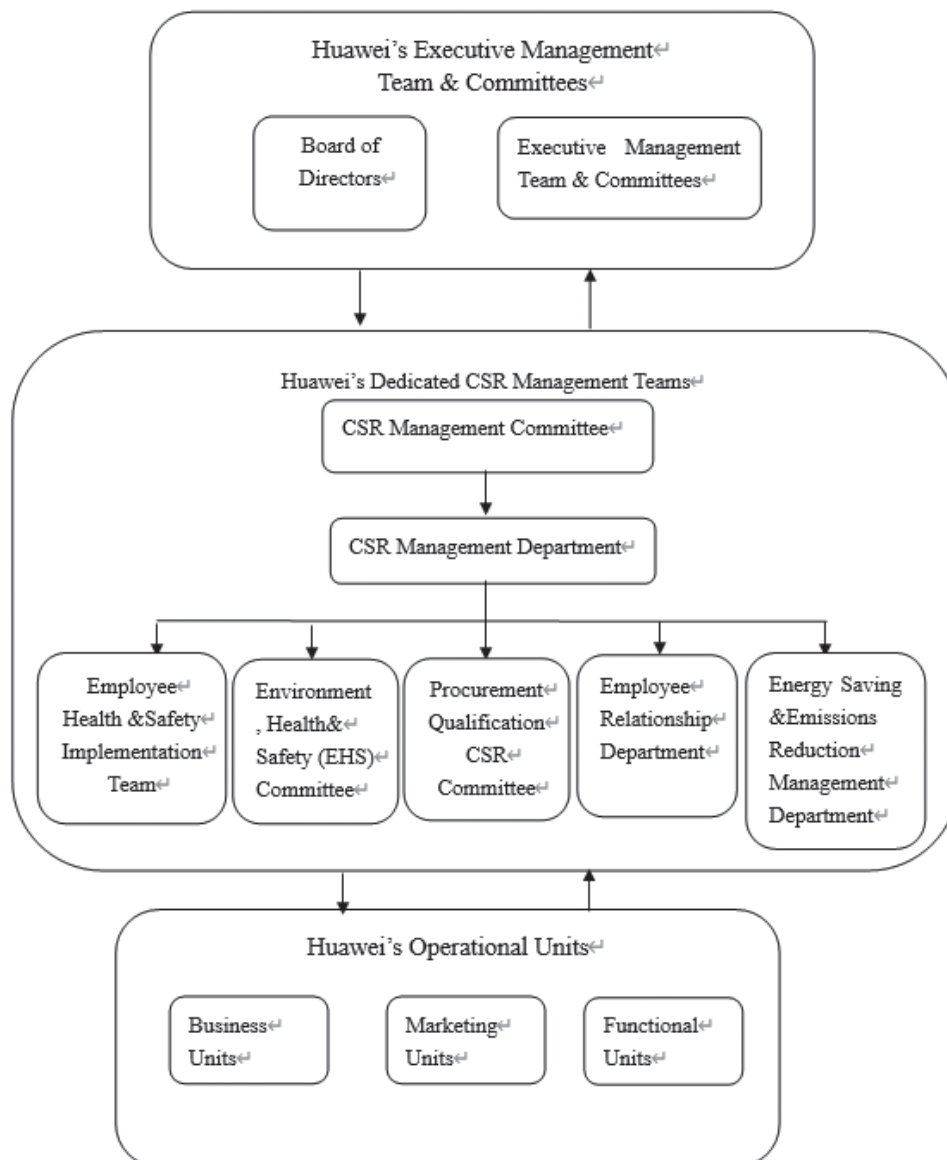 Huawei’s Executive Management↵
Team & Committees↵
Board of
Directors↵
Executive Management
Team & Committees↵
Huawei’s Dedicated CSR Management Teams↵
CSR Management Committee↵
CSR Management Department↵
Employee↵
Health &Safety↵
Implementation↵
Team↵
Environment
, Health&
Safety (EHS)↵
Committee↵
Procurement
Qualification
CSR↵
Committee↵
Employee↵
Relationship
Department↵
Energy Saving
&Emissions
Reduction↵
Management
Department↵
Huawei’s Operational Units↵
Business↵
Units↵
Marketing↵
Units↵
Functional↵
Units↵